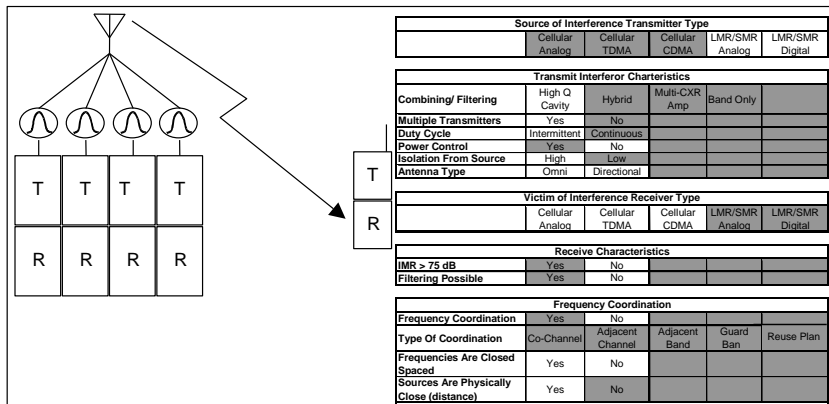 T T T T
R R R R
T
R
Source of Interference Transmitter Type
Cellular Analog Cellular TDMA Cellular CDMA LMR/SMR Analog LMR/SMR Digital
Transmit Interferor Charteristics
Combining/ Filtering High Q Cavity Hybrid Multi-CXR Amp Band Only
Multiple Transmitters Yes No
Duty Cycle Intermittent Continuous
Power Control Yes No
Isolation From Source High Low
Antenna Type Omni Directional
Victim of Interference Receiver Type
Cellular Analog Cellular TDMA Cellular CDMA LMR/SMR Analog LMR/SMR Digital
Receive Characteristics
IMR > 75 dB Yes No
Filtering Possible Yes No
Frequency Coordination
Frequency Coordination Yes No
Type Of Coordination Co-Channel Adjacent Channel Adjacent Band Guard Ban Reuse Plan
Frequencies Are Closed Spaced Yes No
Sources Are Physically Close (distance) Yes No